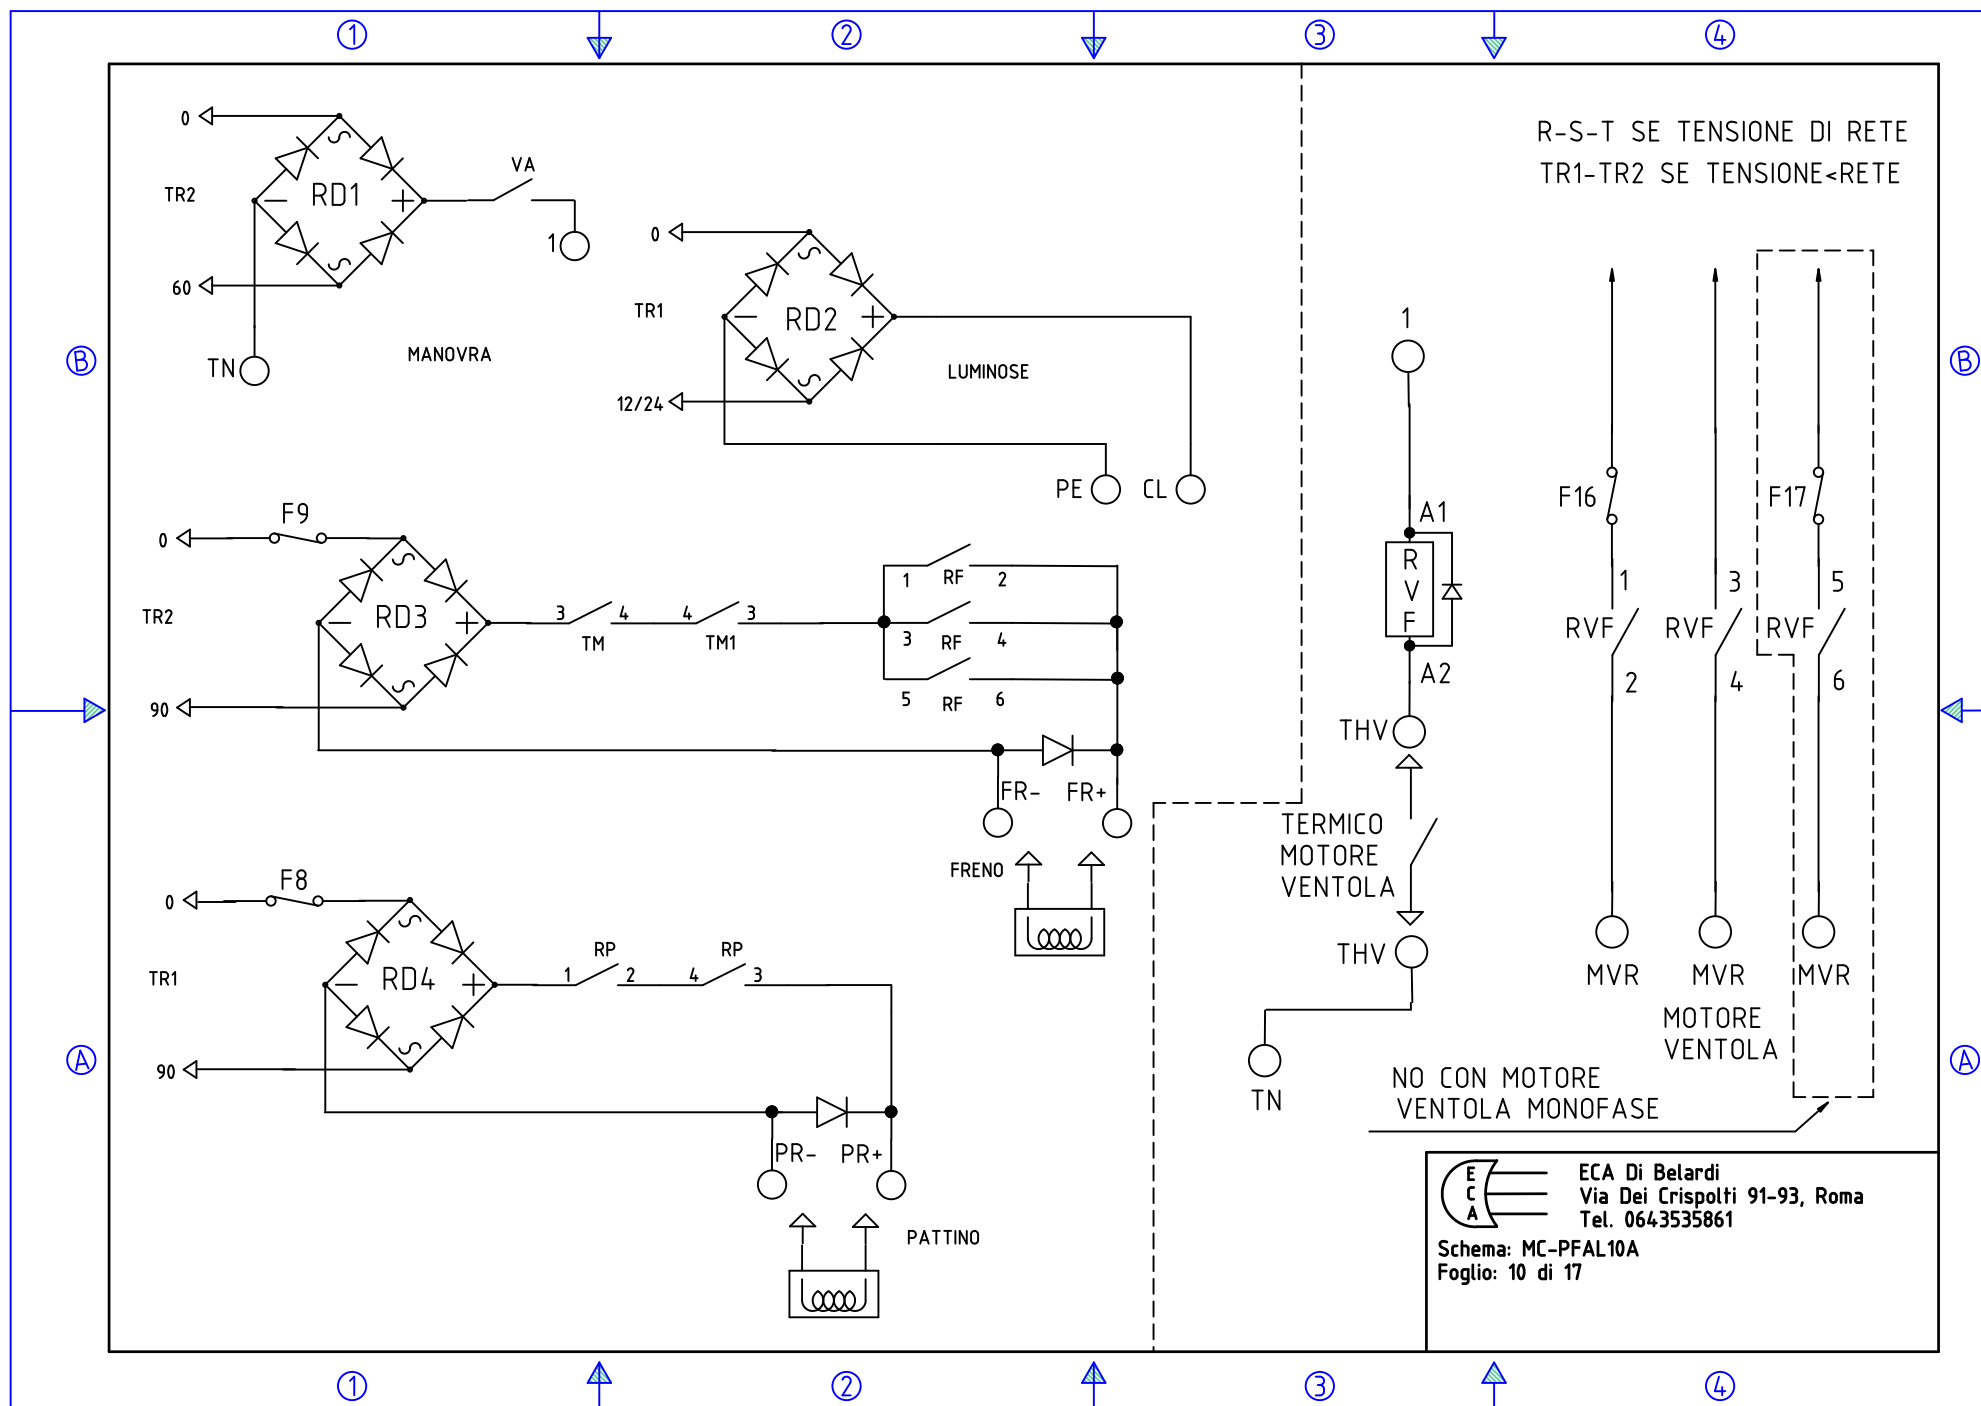 1 2 3 4
R-S-T SE TENSIONE DI RETE
TR1-TR2 SE TENSIONE<RETE
0
TR2
RD1
VA
1
60
TN
MANOVRA
0
TR1
RD2
12/24
LUMINOSE
PE CL
B
B
F9
0
TR2
RD3
90
3 4
TM
4 3
TM1
1 RF 2
3 RF 4
5 RF 6
FR- FR+
FRENO
F8
0
TR1
RD4
90
1 RP 2
4 RP 3
PR- PR+
PATTINO
1
A1
R
V
F
A2
THV
TERMICO
MOTORE
VENTOLA
THV
TN
F16
F17
1 3 5
RVF RVF RVF
2 4 6
MVR MVR MVR
MOTORE
VENTOLA
NO CON MOTORE
VENTOLA MONOFASE
A
A
E
C
A
ECA Di Belardi
Via Dei Crispolti 91-93, Roma
Tel. 0643535861
Schema: MC-PFAL10A
Foglio: 10 di 17
1 2 3 4